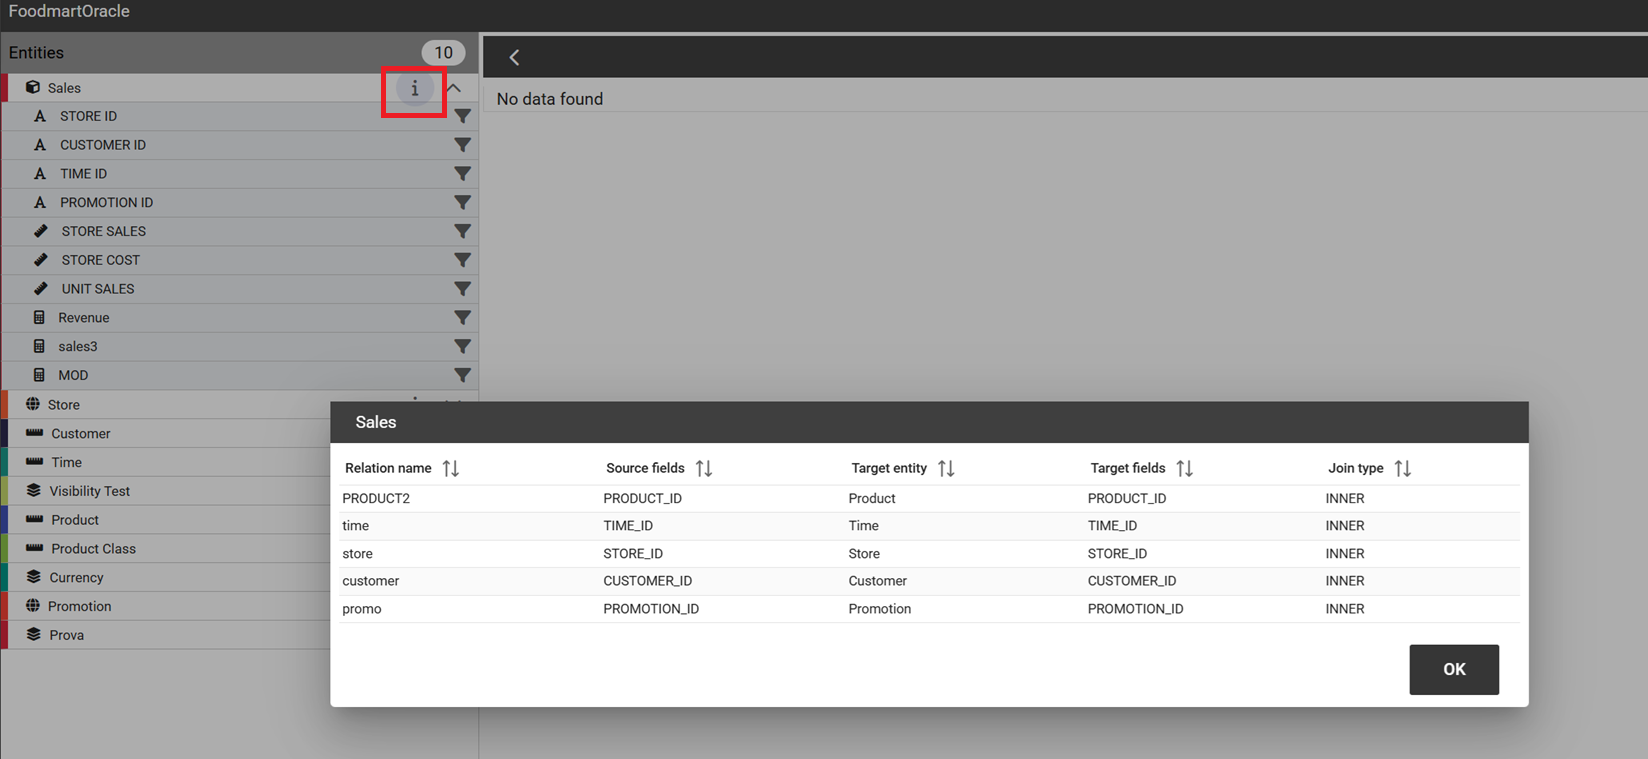 FoodmartOracle
Entities 10
Sales i
STORE ID
CUSTOMER ID
TIME ID
PROMOTION ID
STORE SALES
STORE COST
UNIT SALES
Revenue
sales3
MOD
Store
Customer
Time
Visibility Test
Product
Product Class
Currency
Promotion
Prova
No data found
Sales
Relation name Source fields Target entity Target fields Join type
PRODUCT2 PRODUCT_ID Product PRODUCT_ID INNER
time TIME_ID Time TIME_ID INNER
store STORE_ID Store STORE_ID INNER
customer CUSTOMER_ID Customer CUSTOMER_ID INNER
promo PROMOTION_ID Promotion PROMOTION_ID INNER
OK